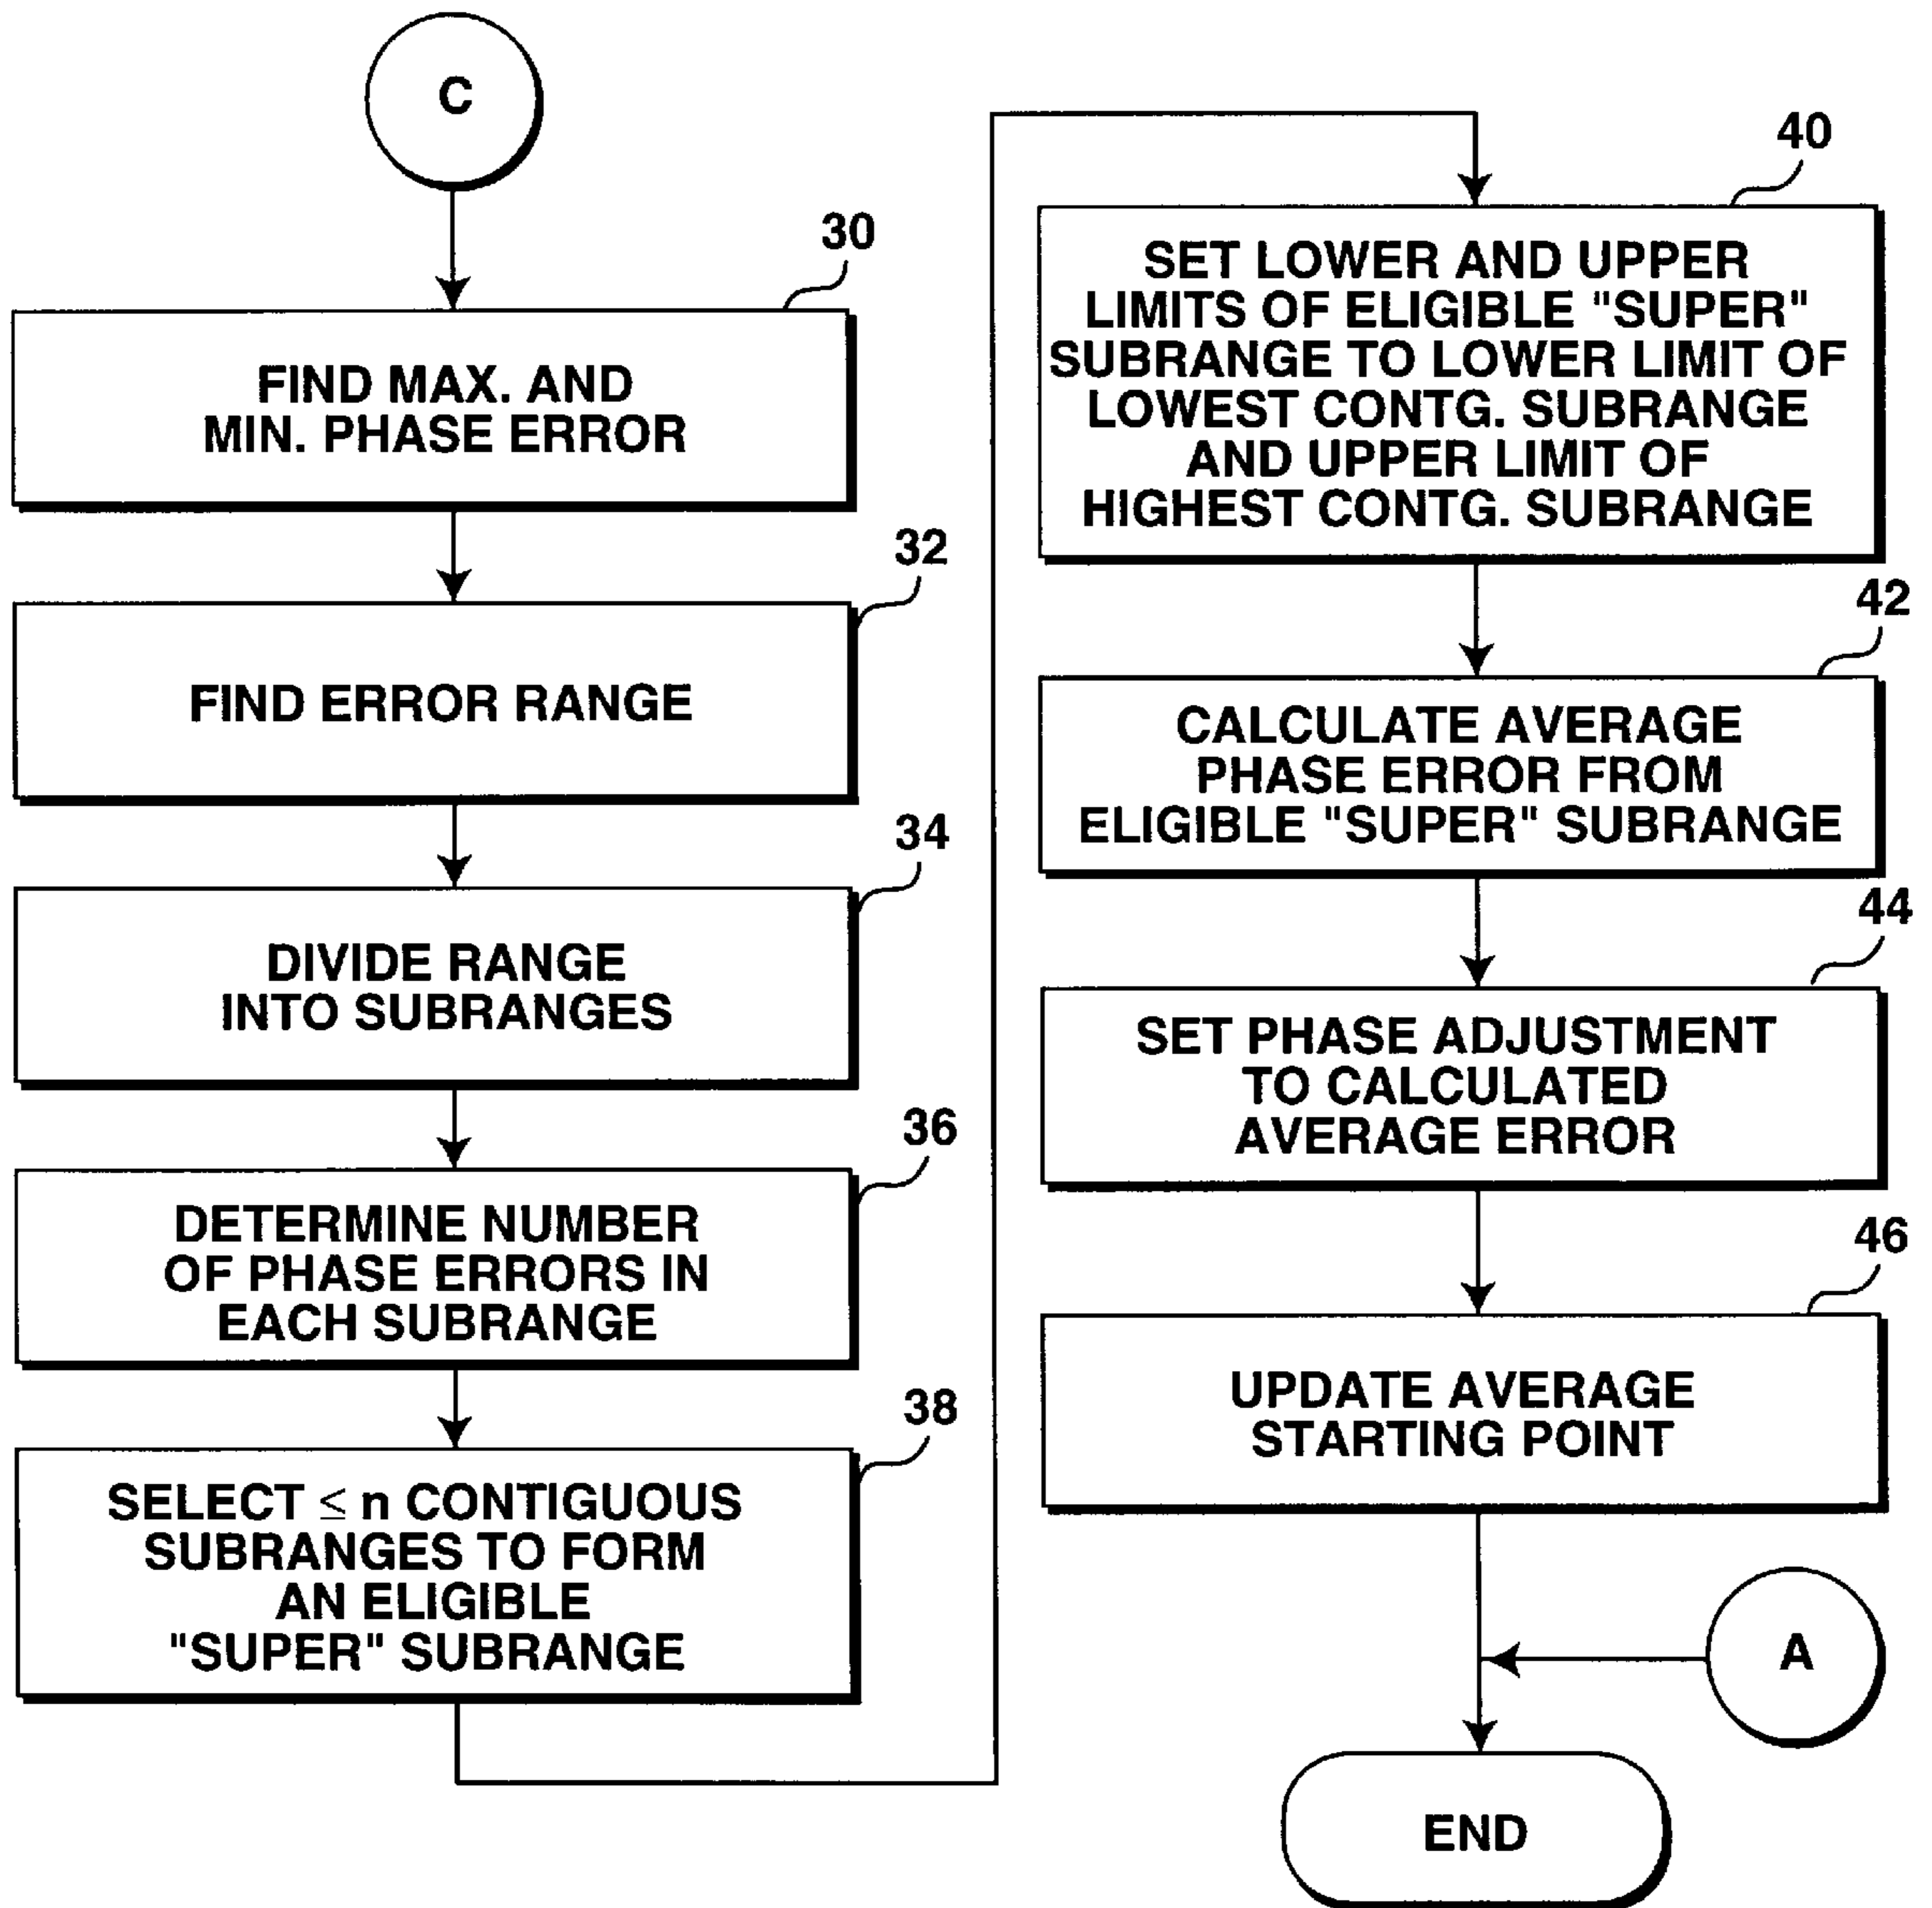 C
30
FIND MAX. AND
MIN. PHASE ERROR
32
FIND ERROR RANGE
34
DIVIDE RANGE
INTO SUBRANGES
36
DETERMINE NUMBER
OF PHASE ERRORS IN
EACH SUBRANGE
38
SELECT ≤ n CONTIGUOUS
SUBRANGES TO FORM
AN ELIGIBLE
"SUPER" SUBRANGE
40
SET LOWER AND UPPER
LIMITS OF ELIGIBLE "SUPER"
SUBRANGE TO LOWER LIMIT OF
LOWEST CONTG. SUBRANGE
AND UPPER LIMIT OF
HIGHEST CONTG. SUBRANGE
42
CALCULATE AVERAGE
PHASE ERROR FROM
ELIGIBLE "SUPER" SUBRANGE
44
SET PHASE ADJUSTMENT
TO CALCULATED
AVERAGE ERROR
46
UPDATE AVERAGE
STARTING POINT
A
END